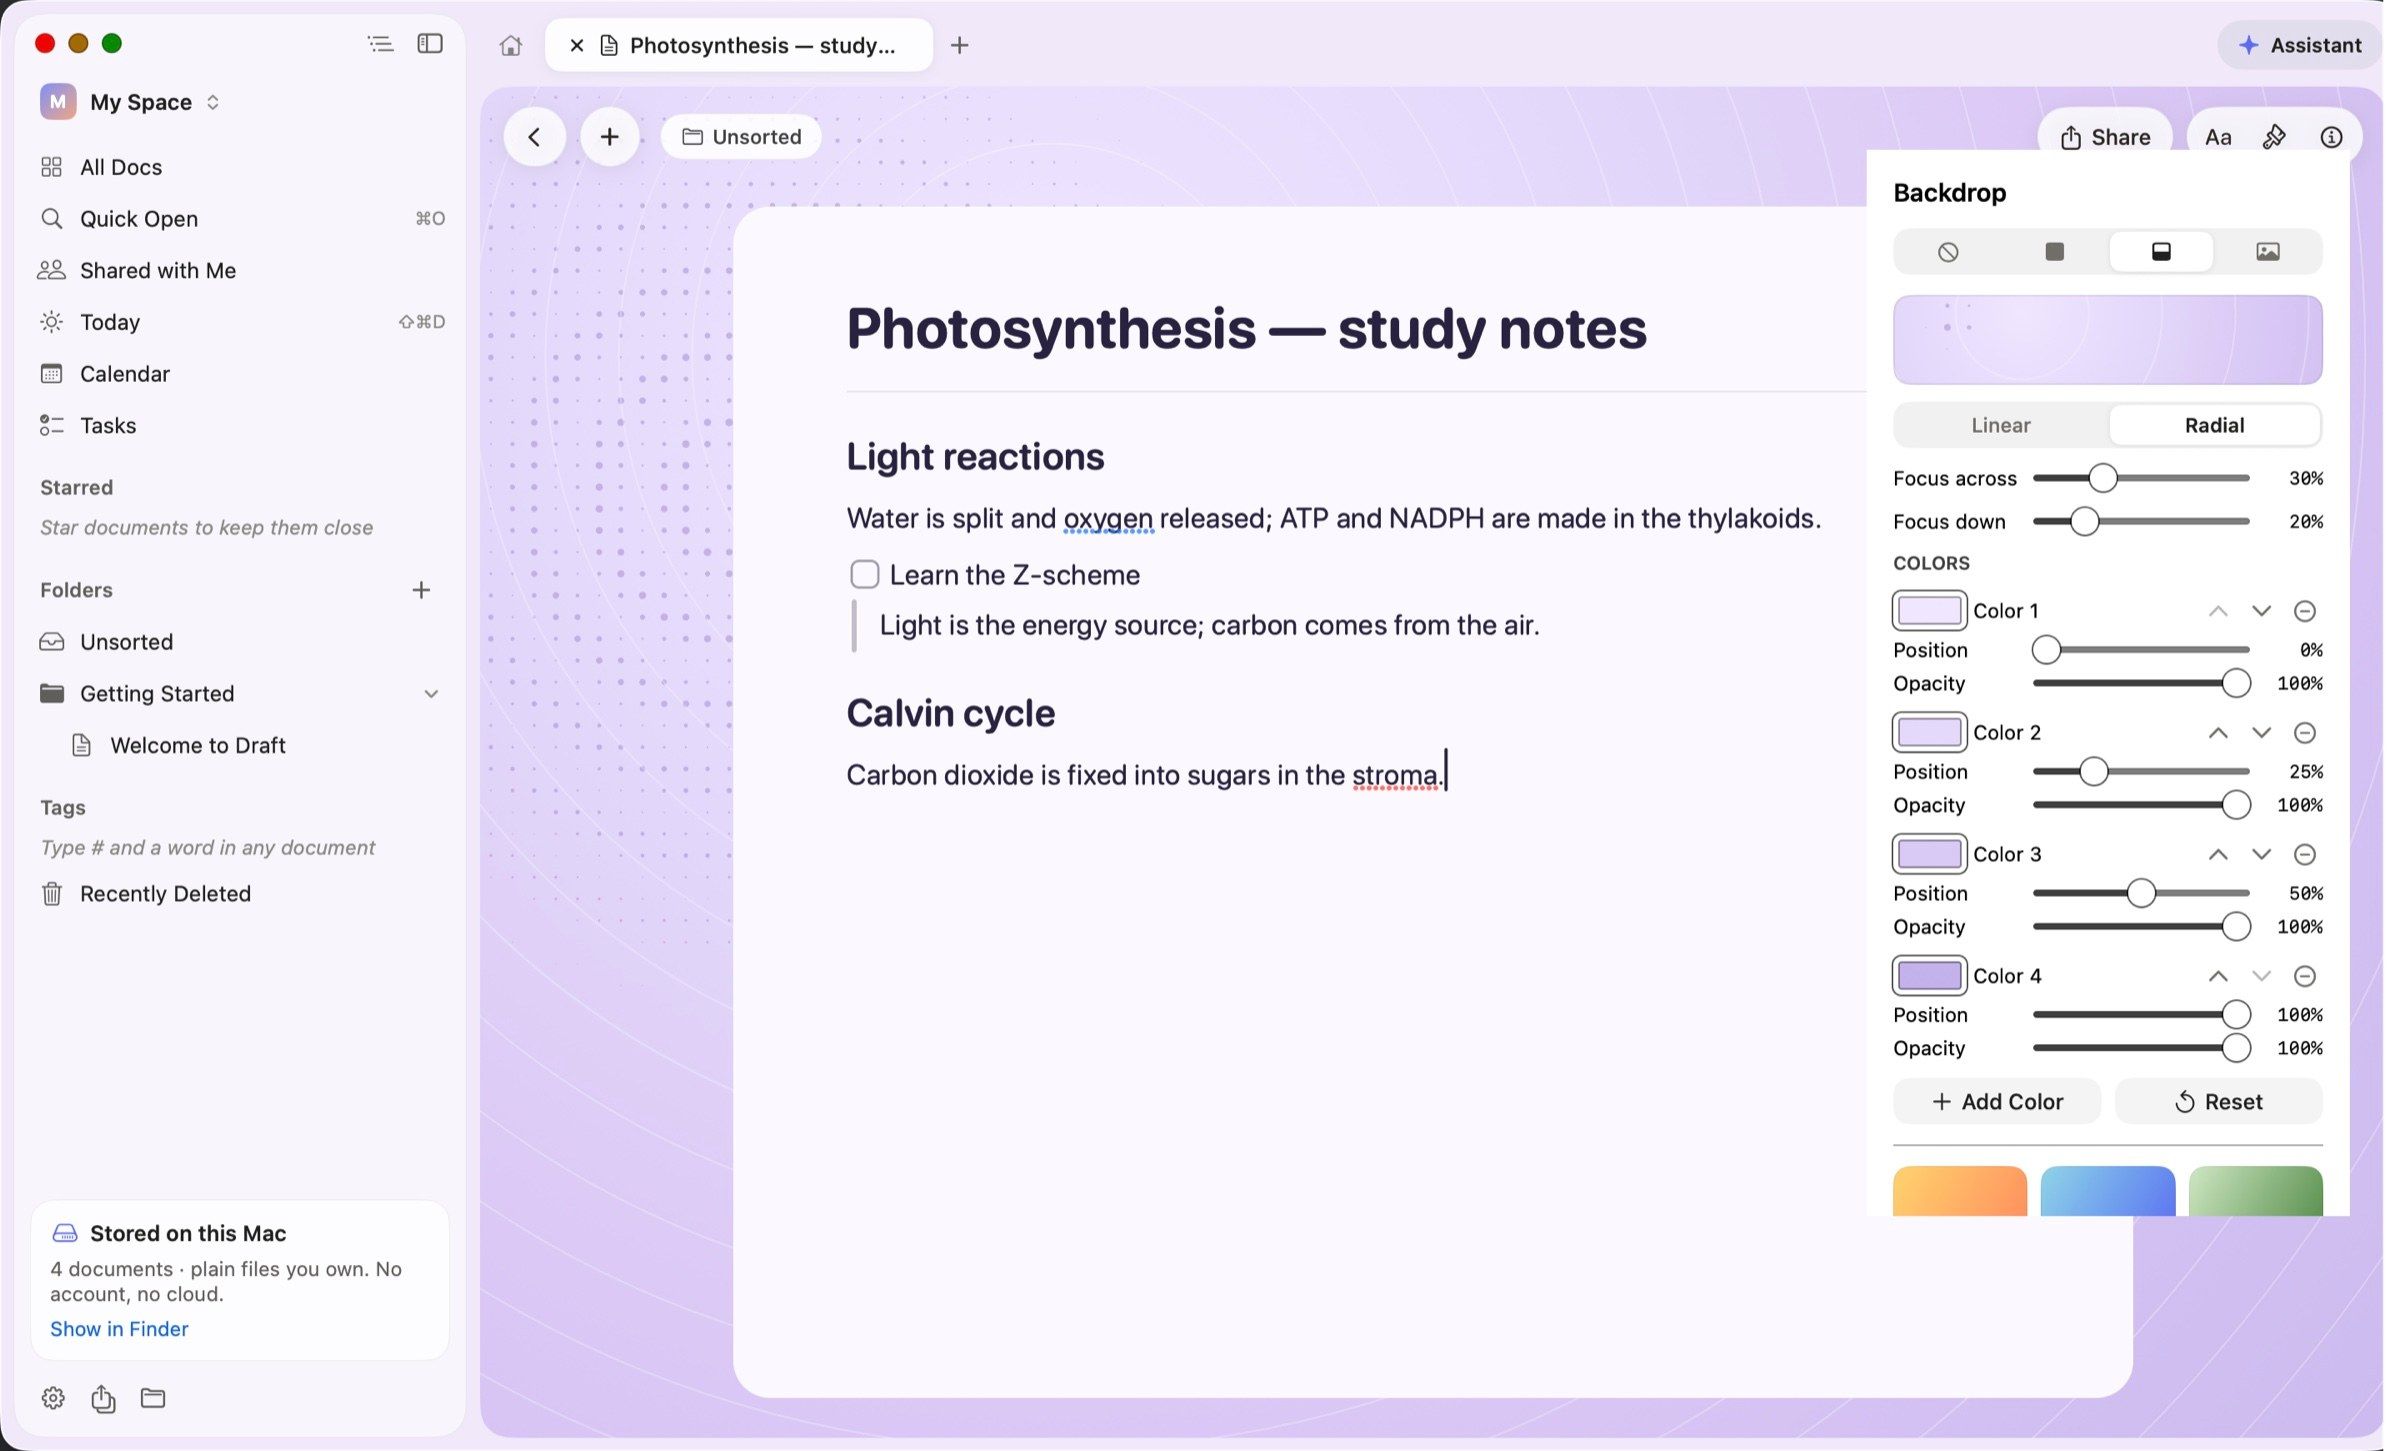 Photosynthesis — study...
Assistant
M My Space
All Docs
Quick Open ⌘O
Shared with Me
Today ⇧⌘D
Calendar
Tasks
Starred
Star documents to keep them close
Folders
Unsorted
Getting Started
Welcome to Draft
Tags
Type # and a word in any document
Recently Deleted
Stored on this Mac
4 documents · plain files you own. No
account, no cloud.
Show in Finder
Unsorted
Share
Aa
Photosynthesis — study notes
Light reactions
Water is split and oxygen released; ATP and NADPH are made in the thylakoids.
Learn the Z-scheme
Light is the energy source; carbon comes from the air.
Calvin cycle
Carbon dioxide is fixed into sugars in the stroma.
Backdrop
Linear Radial
Focus across 30%
Focus down 20%
COLORS
Color 1
Position 0%
Opacity 100%
Color 2
Position 25%
Opacity 100%
Color 3
Position 50%
Opacity 100%
Color 4
Position 100%
Opacity 100%
Add Color Reset